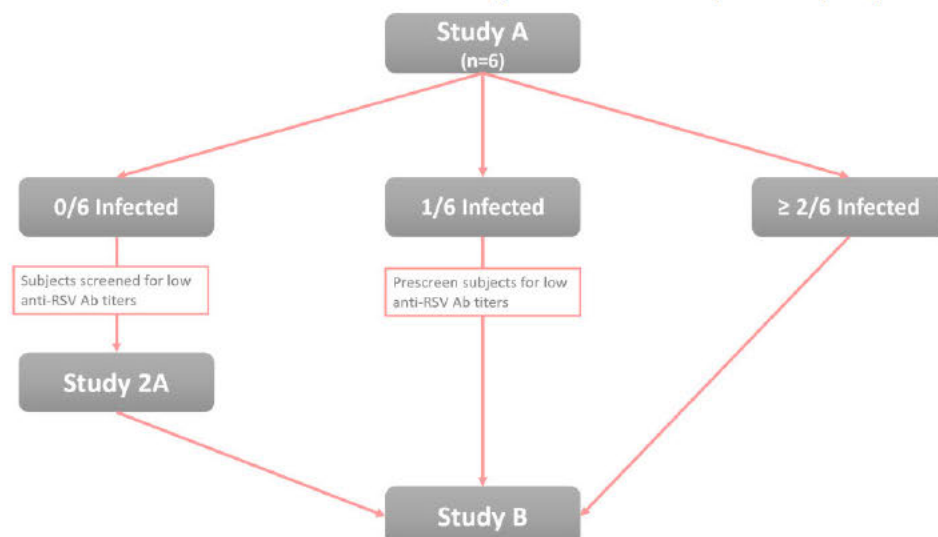 Study A
(n=6)
0/6 Infected
1/6 Infected
≥ 2/6 Infected
Subjects screened for low
anti-RSV Ab titers
Prescreen subjects for low
anti-RSV Ab titers
Study 2A
Study B